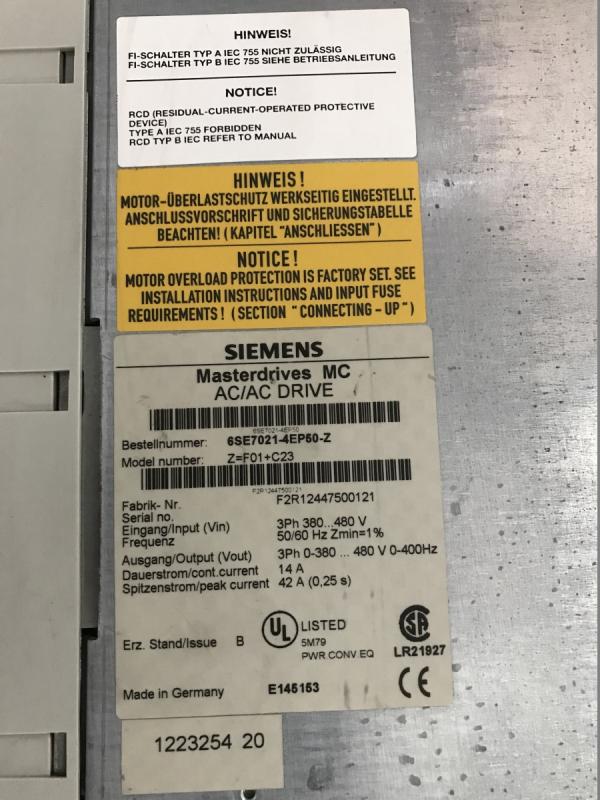 HINWEIS!
FI-SCHALTER TYP A IEC 755 NICHT ZULÄSSIG
FI-SCHALTER TYP B IEC 755 SIEHE BETRIEBSANLEITUNG
NOTICE!
RCD (RESIDUAL-CURRENT-OPERATED PROTECTIVE
DEVICE)
TYPE A IEC 755 FORBIDDEN
RCD TYP B IEC REFER TO MANUAL
HINWEIS!
MOTOR-ÜBERLASTSCHUTZ WERKSEITIG EINGESTELLT.
ANSCHLUSSVORSCHRIFT UND SICHERUNGSTABELLE
BEACHTEN! (KAPITEL "ANSCHLIESSEN")
NOTICE!
MOTOR OVERLOAD PROTECTION IS FACTORY SET. SEE
INSTALLATION INSTRUCTIONS AND INPUT FUSE
REQUIREMENTS! (SECTION "CONNECTING-UP")
SIEMENS
Masterdrives MC
AC/AC DRIVE
6SE7021-4EP50
Bestellnummer: 6SE7021-4EP50-Z
Model number: Z=F01+C23
F2R12447500121
Fabrik- Nr. F2R12447500121
Serial no.
Eingang/Input (Vin) 3Ph 380... 480 V
Frequenz 50/60 Hz Zmin=1%
Ausgang/Output (Vout) 3Ph 0-380 ... 480 V 0-400Hz
Dauerstrom/cont.current 14 A
Spitzenstrom/peak current 42 A (0,25 s)
Erz. Stand/Issue B
UL LISTED
5M79
PWR.CONV.EQ
SA
LR21927
Made in Germany E145153 CE
1223254 20